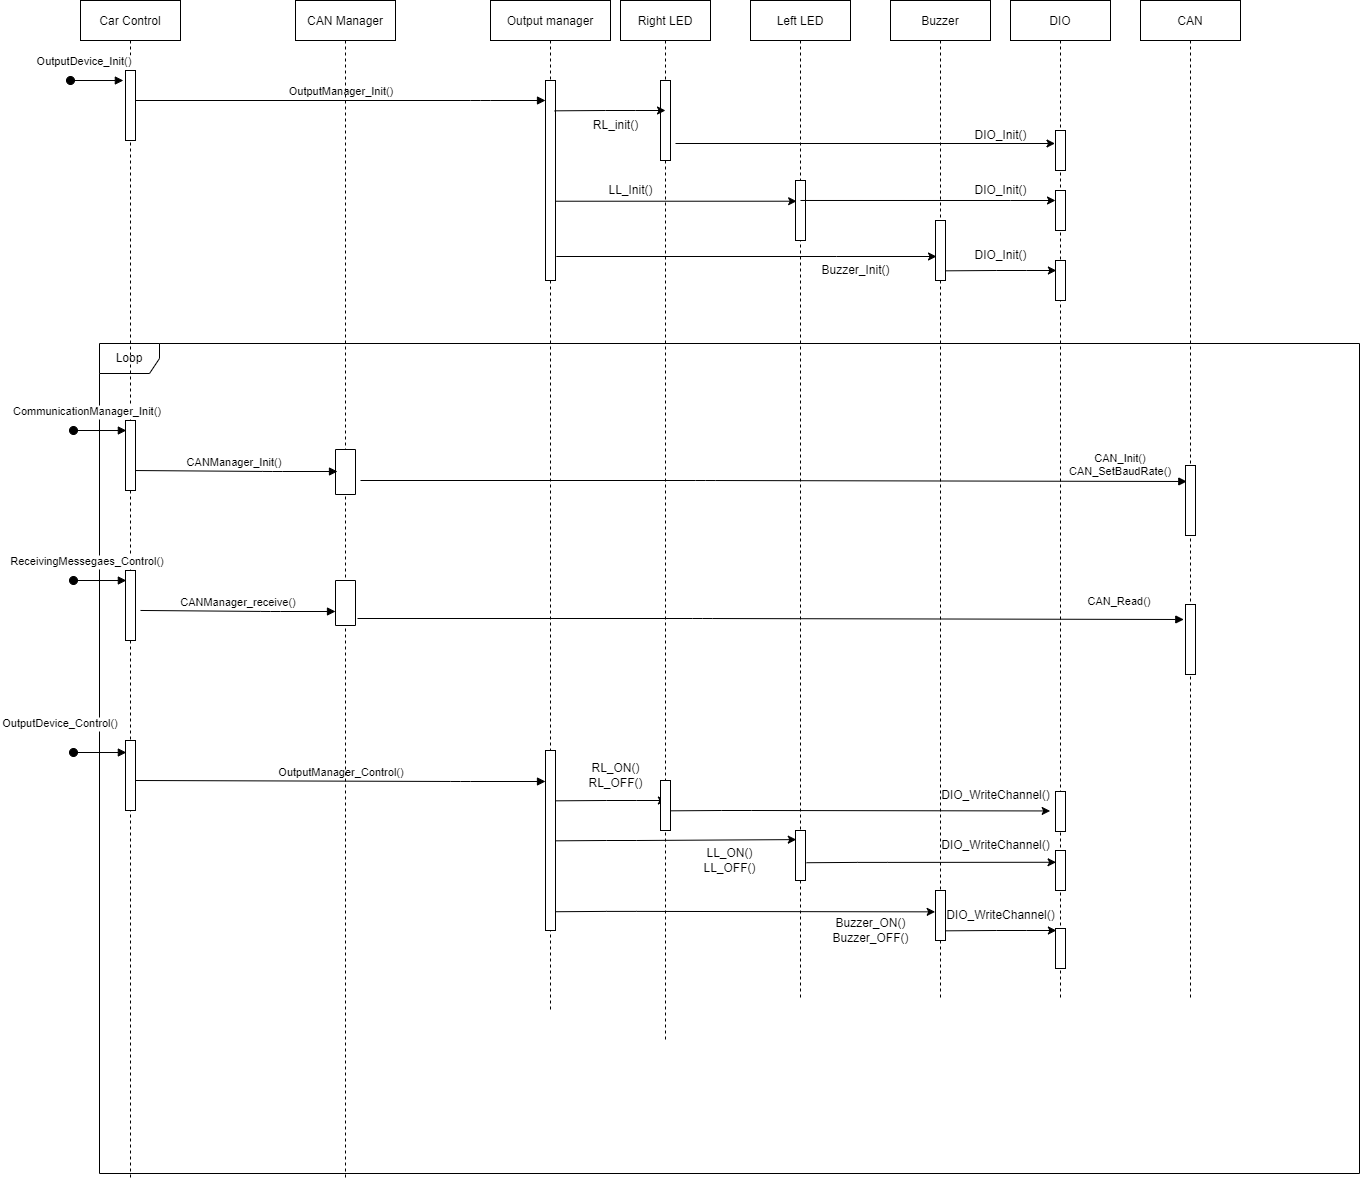 Car Control
CAN Manager
Output manager
Right LED
Left LED
Buzzer
DIO
CAN
OutputDevice_Init()
OutputManager_Init()
RL_init()
DIO_Init()
LL_Init()
DIO_Init()
DIO_Init()
Buzzer_Init()
Loop
CommunicationManager_Init()
CANManager_Init()
CAN_Init()
CAN_SetBaudRate()
ReceivingMessegaes_Control()
CANManager_receive()
CAN_Read()
OutputDevice_Control()
OutputManager_Control()
RL_ON()
RL_OFF()
DIO_WriteChannel()
LL_ON()
LL_OFF()
DIO_WriteChannel()
Buzzer_ON()
Buzzer_OFF()
DIO_WriteChannel()